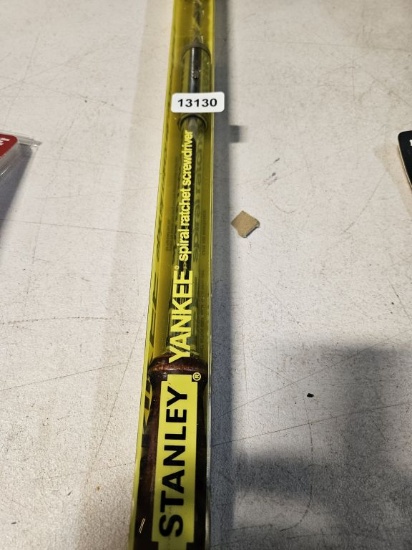 13130
STANLEY®
YANKEE® spiral ratchet screwdriver